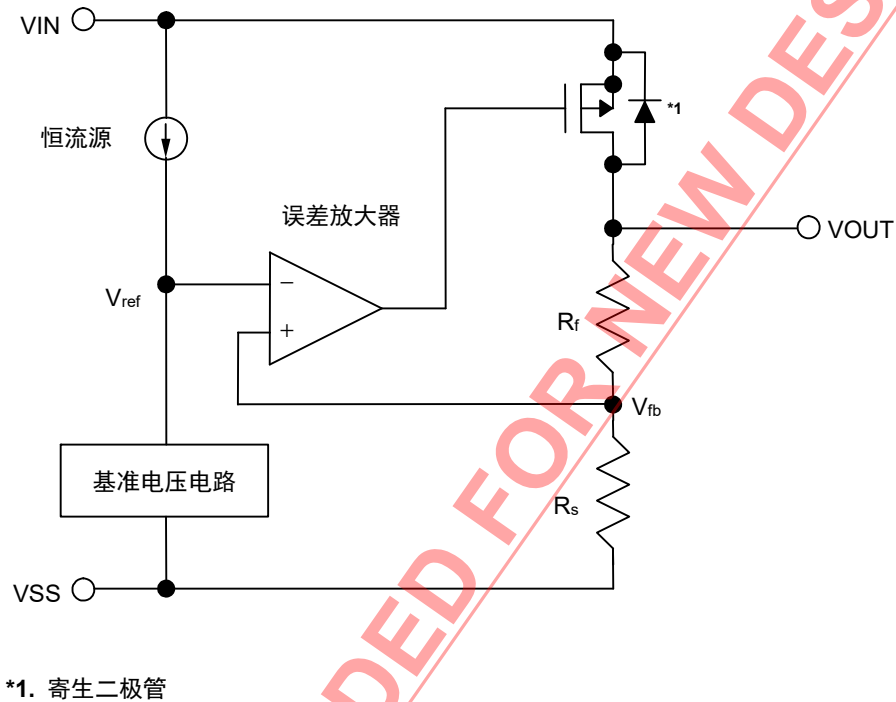 VIN
*1
恒流源
误差放大器
VOUT
Vref
−
+
Rf
Vfb
基准电压电路
Rs
VSS
*1. 寄生二极管
DED FOR NEW DES